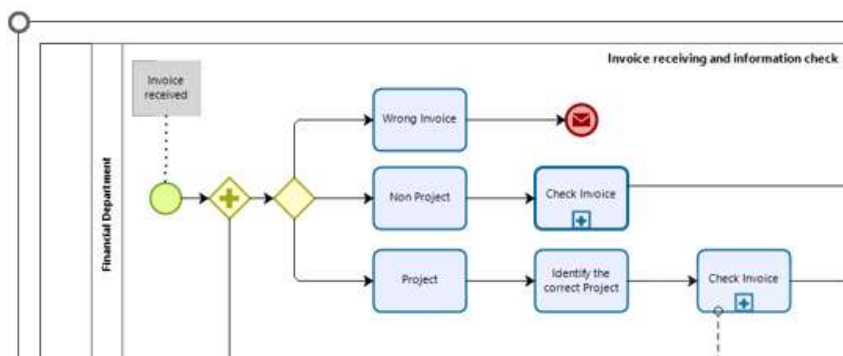 Invoice receiving and information check
Invoice
received
Financial Department
Wrong Invoice
Non Project
Check Invoice
Project
Identify the
correct Project
Check Invoice